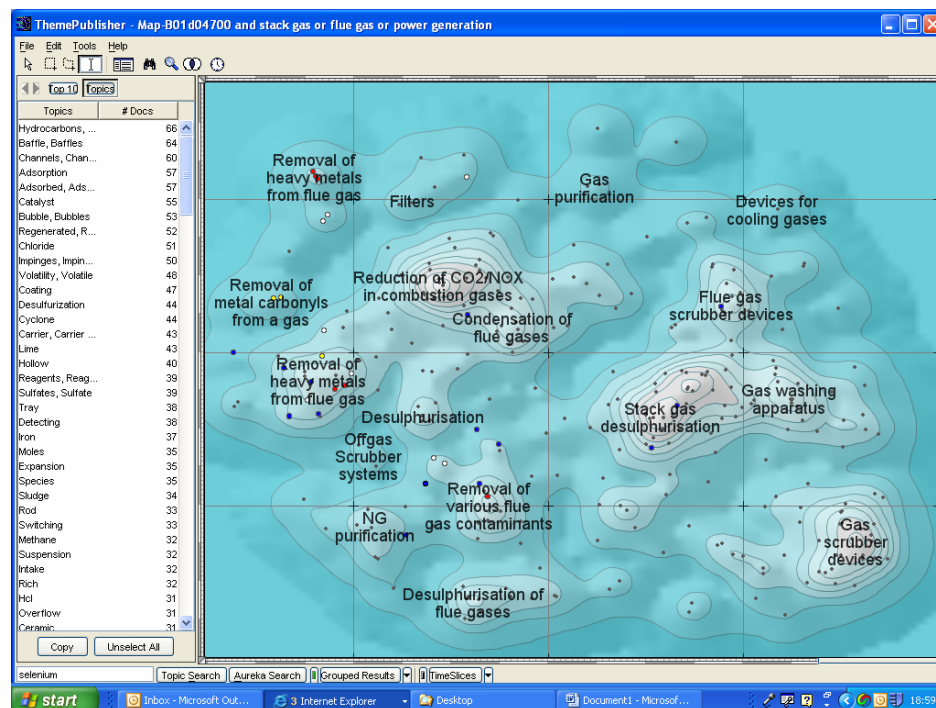 ThemePublisher - Map-B01d04700 and stack gas or flue gas or power generation
File Edit Tools Help
Top 10 Topics
Topics # Docs
Hydrocarbons, ... 66
Baffle, Baffles 64
Channels, Chan... 60
Adsorption 57
Adsorbed, Ads... 57
Catalyst 55
Bubble, Bubbles 53
Regenerated, R... 52
Chloride 51
Impinges, Impin... 50
Volatility, Volatile 48
Coating 47
Desulfurization 44
Cyclone 44
Carrier, Carrier ... 43
Lime 43
Hollow 40
Reagents, Reag... 39
Sulfates, Sulfate 39
Tray 38
Detecting 38
Iron 37
Moles 35
Expansion 35
Species 35
Sludge 34
Rod 33
Switching 33
Methane 32
Suspension 32
Intake 32
Rich 32
Hcl 31
Overflow 31
Ceramic 31
Copy Unselect All
Removal of
heavy metals
from flue gas
Filters
Gas
purification
Devices for
cooling gases
Removal of
metal carbonyls
from a gas
Reduction of CO2/NOX
in combustion gases
Condensation of
flue gases
Flue gas
scrubber devices
Removal of
heavy metals
from flue gas
Desulphurisation
Stack gas
desulphurisation
Gas washing
apparatus
Offgas
Scrubber
systems
Removal of
various flue
gas contaminants
NG
purification
Gas
scrubber
devices
Desulphurisation of
flue gases
selenium Topic Search Aureka Search Grouped Results TimeSlices
start Inbox - Microsoft Out... 3 Internet Explorer Desktop Document1 - Microsof... 18:59